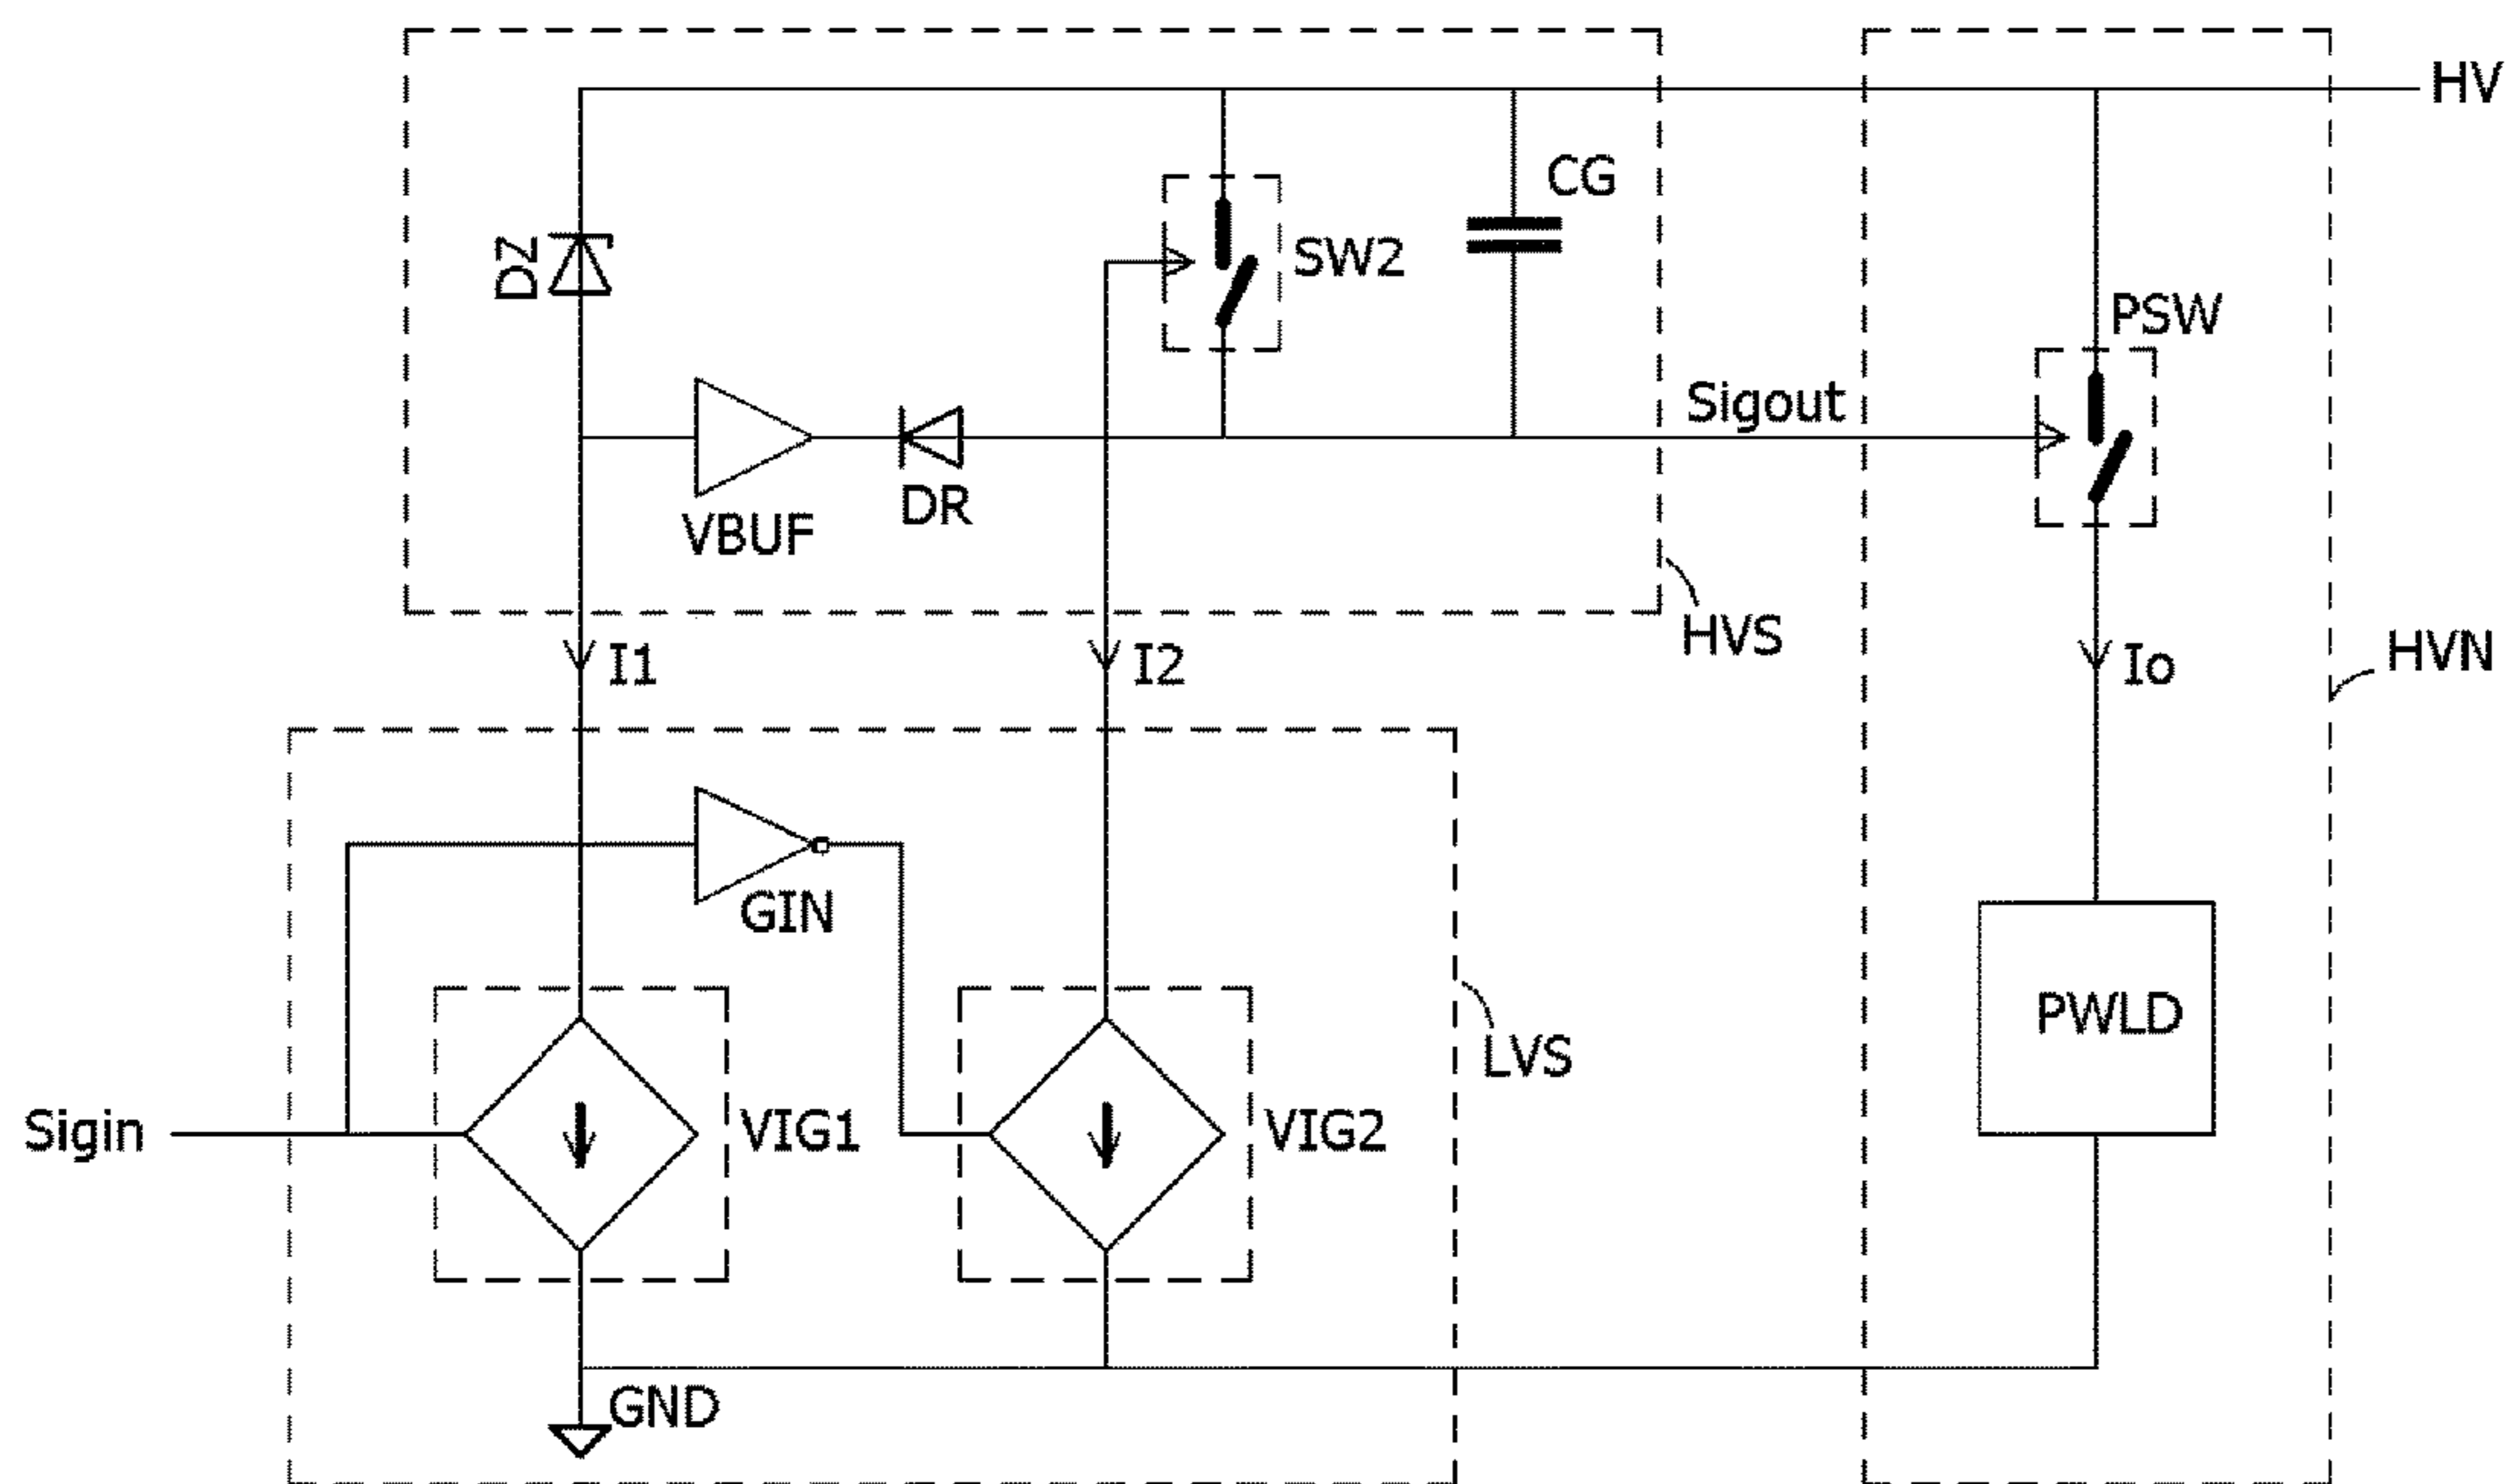 HV
CG
DZ
SW2
PSW
Sigout
DR
VBUF
HVS
I1
I2
Io
HVN
GIN
PWLD
LVS
Sigin
VIG1
VIG2
GND